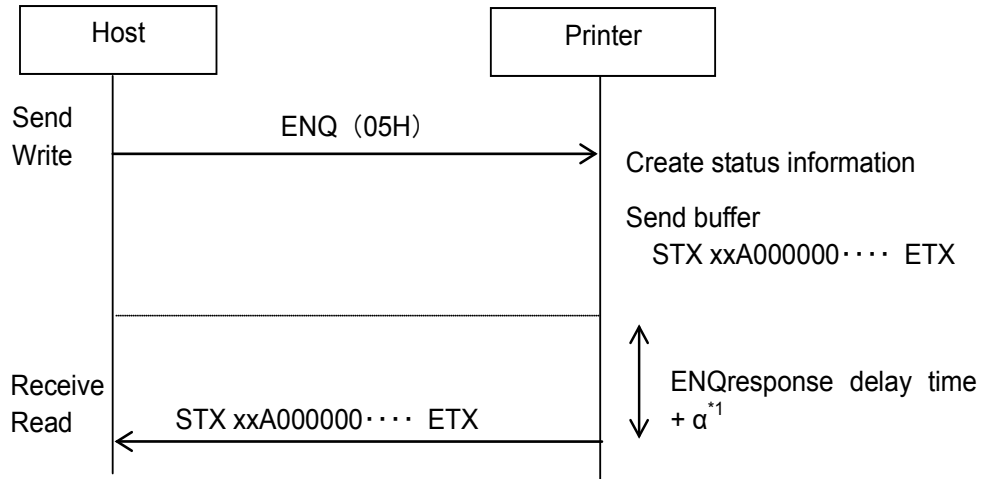 Host
Printer
Send
Write
ENQ（05H）
Create status information
Send buffer
STX xxA000000････ ETX
Receive
Read
STX xxA000000････ ETX
ENQresponse delay time
+ α*1